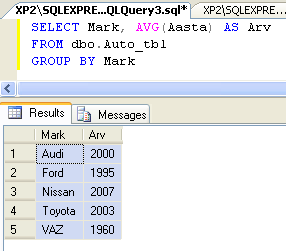 XP2\SQLEXPRE...QLQuery3.sql* XP2\SQLEXPRE
SELECT Mark, AVG(Aasta) AS Arv
FROM dbo.Auto_tbl
GROUP BY Mark
Results Messages
Mark Arv
1 Audi 2000
2 Ford 1995
3 Nissan 2007
4 Toyota 2003
5 VAZ 1960